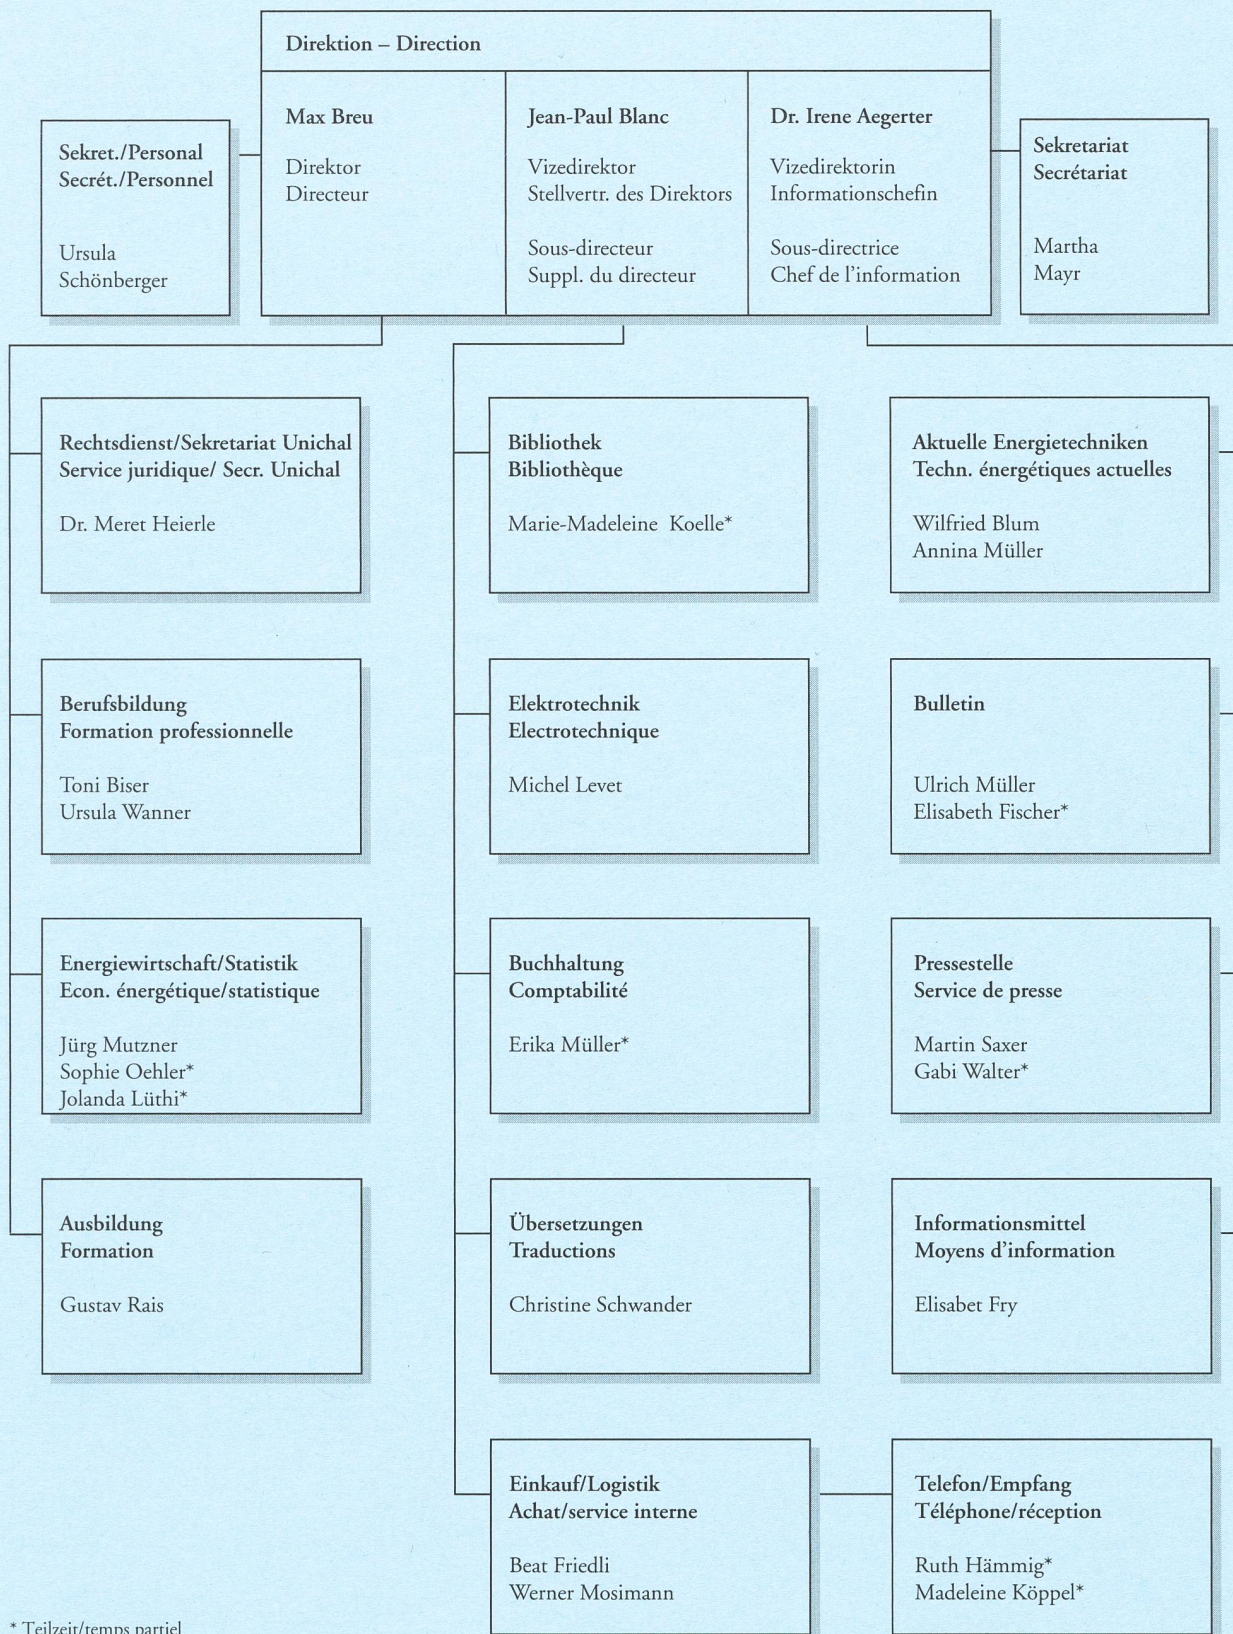 Direktion – Direction
Sekret./Personal
Secrét./Personnel
Ursula
Schönberger
Max Breu
Direktor
Directeur
Jean-Paul Blanc
Vizedirektor
Stellvertr. des Direktors
Sous-directeur
Suppl. du directeur
Dr. Irene Aegerter
Vizedirektorin
Informationschefin
Sous-directrice
Chef de l'information
Sekretariat
Secrétariat
Martha
Mayr
Rechtsdienst/Sekretariat Unichal
Service juridique/ Secr. Unichal
Dr. Meret Heierle
Berufsbildung
Formation professionnelle
Toni Biser
Ursula Wanner
Energiewirtschaft/Statistik
Econ. énergétique/statistique
Jürg Mutzner
Sophie Oehler*
Jolanda Lüthi*
Ausbildung
Formation
Gustav Rais
Bibliothek
Bibliothèque
Marie-Madeleine Koelle*
Elektrotechnik
Electrotechnique
Michel Levet
Buchhaltung
Comptabilité
Erika Müller*
Übersetzungen
Traductions
Christine Schwander
Einkauf/Logistik
Achat/service interne
Beat Friedli
Werner Mosimann
Aktuelle Energietechniken
Techn. énergétiques actuelles
Wilfried Blum
Annina Müller
Bulletin
Ulrich Müller
Elisabeth Fischer*
Pressestelle
Service de presse
Martin Saxer
Gabi Walter*
Informationsmittel
Moyens d'information
Elisabet Fry
Telefon/Empfang
Téléphone/réception
Ruth Hämmig*
Madeleine Köppel*
* Teilzeit/temps partiel